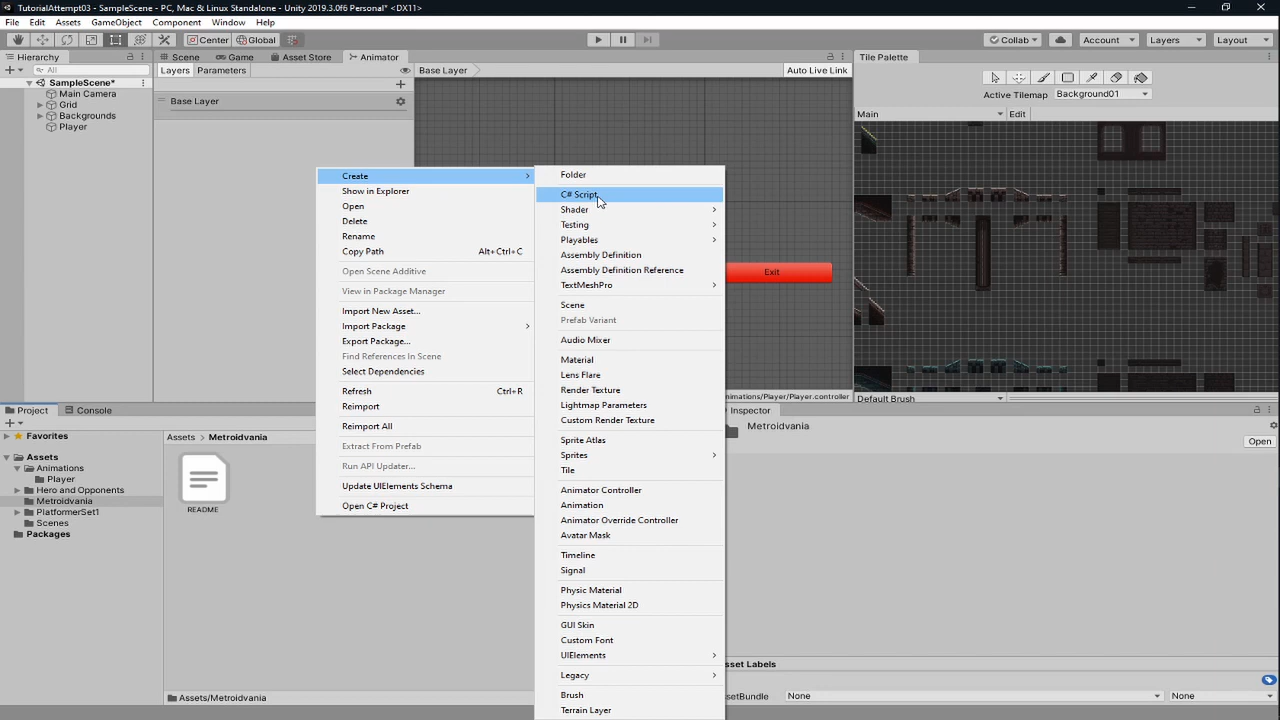 TutorialAttempt03 - SampleScene - PC, Mac & Linux Standalone - Unity 2019.3.0f6 Personal* <DX11>
File Edit Assets GameObject Component Window Help
Center Global Collab Account Layers Layout
Hierarchy
All
SampleScene*
Main Camera
Grid
Backgrounds
Player
Scene Game Asset Store Animator
Layers Parameters Base Layer Auto Live Link
Base Layer
Exit
nimations/Player/Player.controller
Tile Palette
Active Tilemap Background01
Main Edit
Default Brush
Create
Show in Explorer
Open
Delete
Rename
Copy Path Alt+Ctrl+C
Open Scene Additive
View in Package Manager
Import New Asset...
Import Package
Export Package...
Find References In Scene
Select Dependencies
Refresh Ctrl+R
Reimport
Reimport All
Extract From Prefab
Run API Updater...
Update UIElements Schema
Open C# Project
Folder
C# Script
Shader
Testing
Playables
Assembly Definition
Assembly Definition Reference
TextMeshPro
Scene
Prefab Variant
Audio Mixer
Material
Lens Flare
Render Texture
Lightmap Parameters
Custom Render Texture
Sprite Atlas
Sprites
Tile
Animator Controller
Animation
Animator Override Controller
Avatar Mask
Timeline
Signal
Physic Material
Physics Material 2D
GUI Skin
Custom Font
UIElements
Legacy
Brush
Terrain Layer
Project Console
Favorites
Assets
Animations
Player
Hero and Opponents
Metroidvania
PlatformerSet1
Scenes
Packages
Assets Metroidvania
README
Assets/Metroidvania
Inspector
Metroidvania
Open
sset Labels
ssetBundle None None